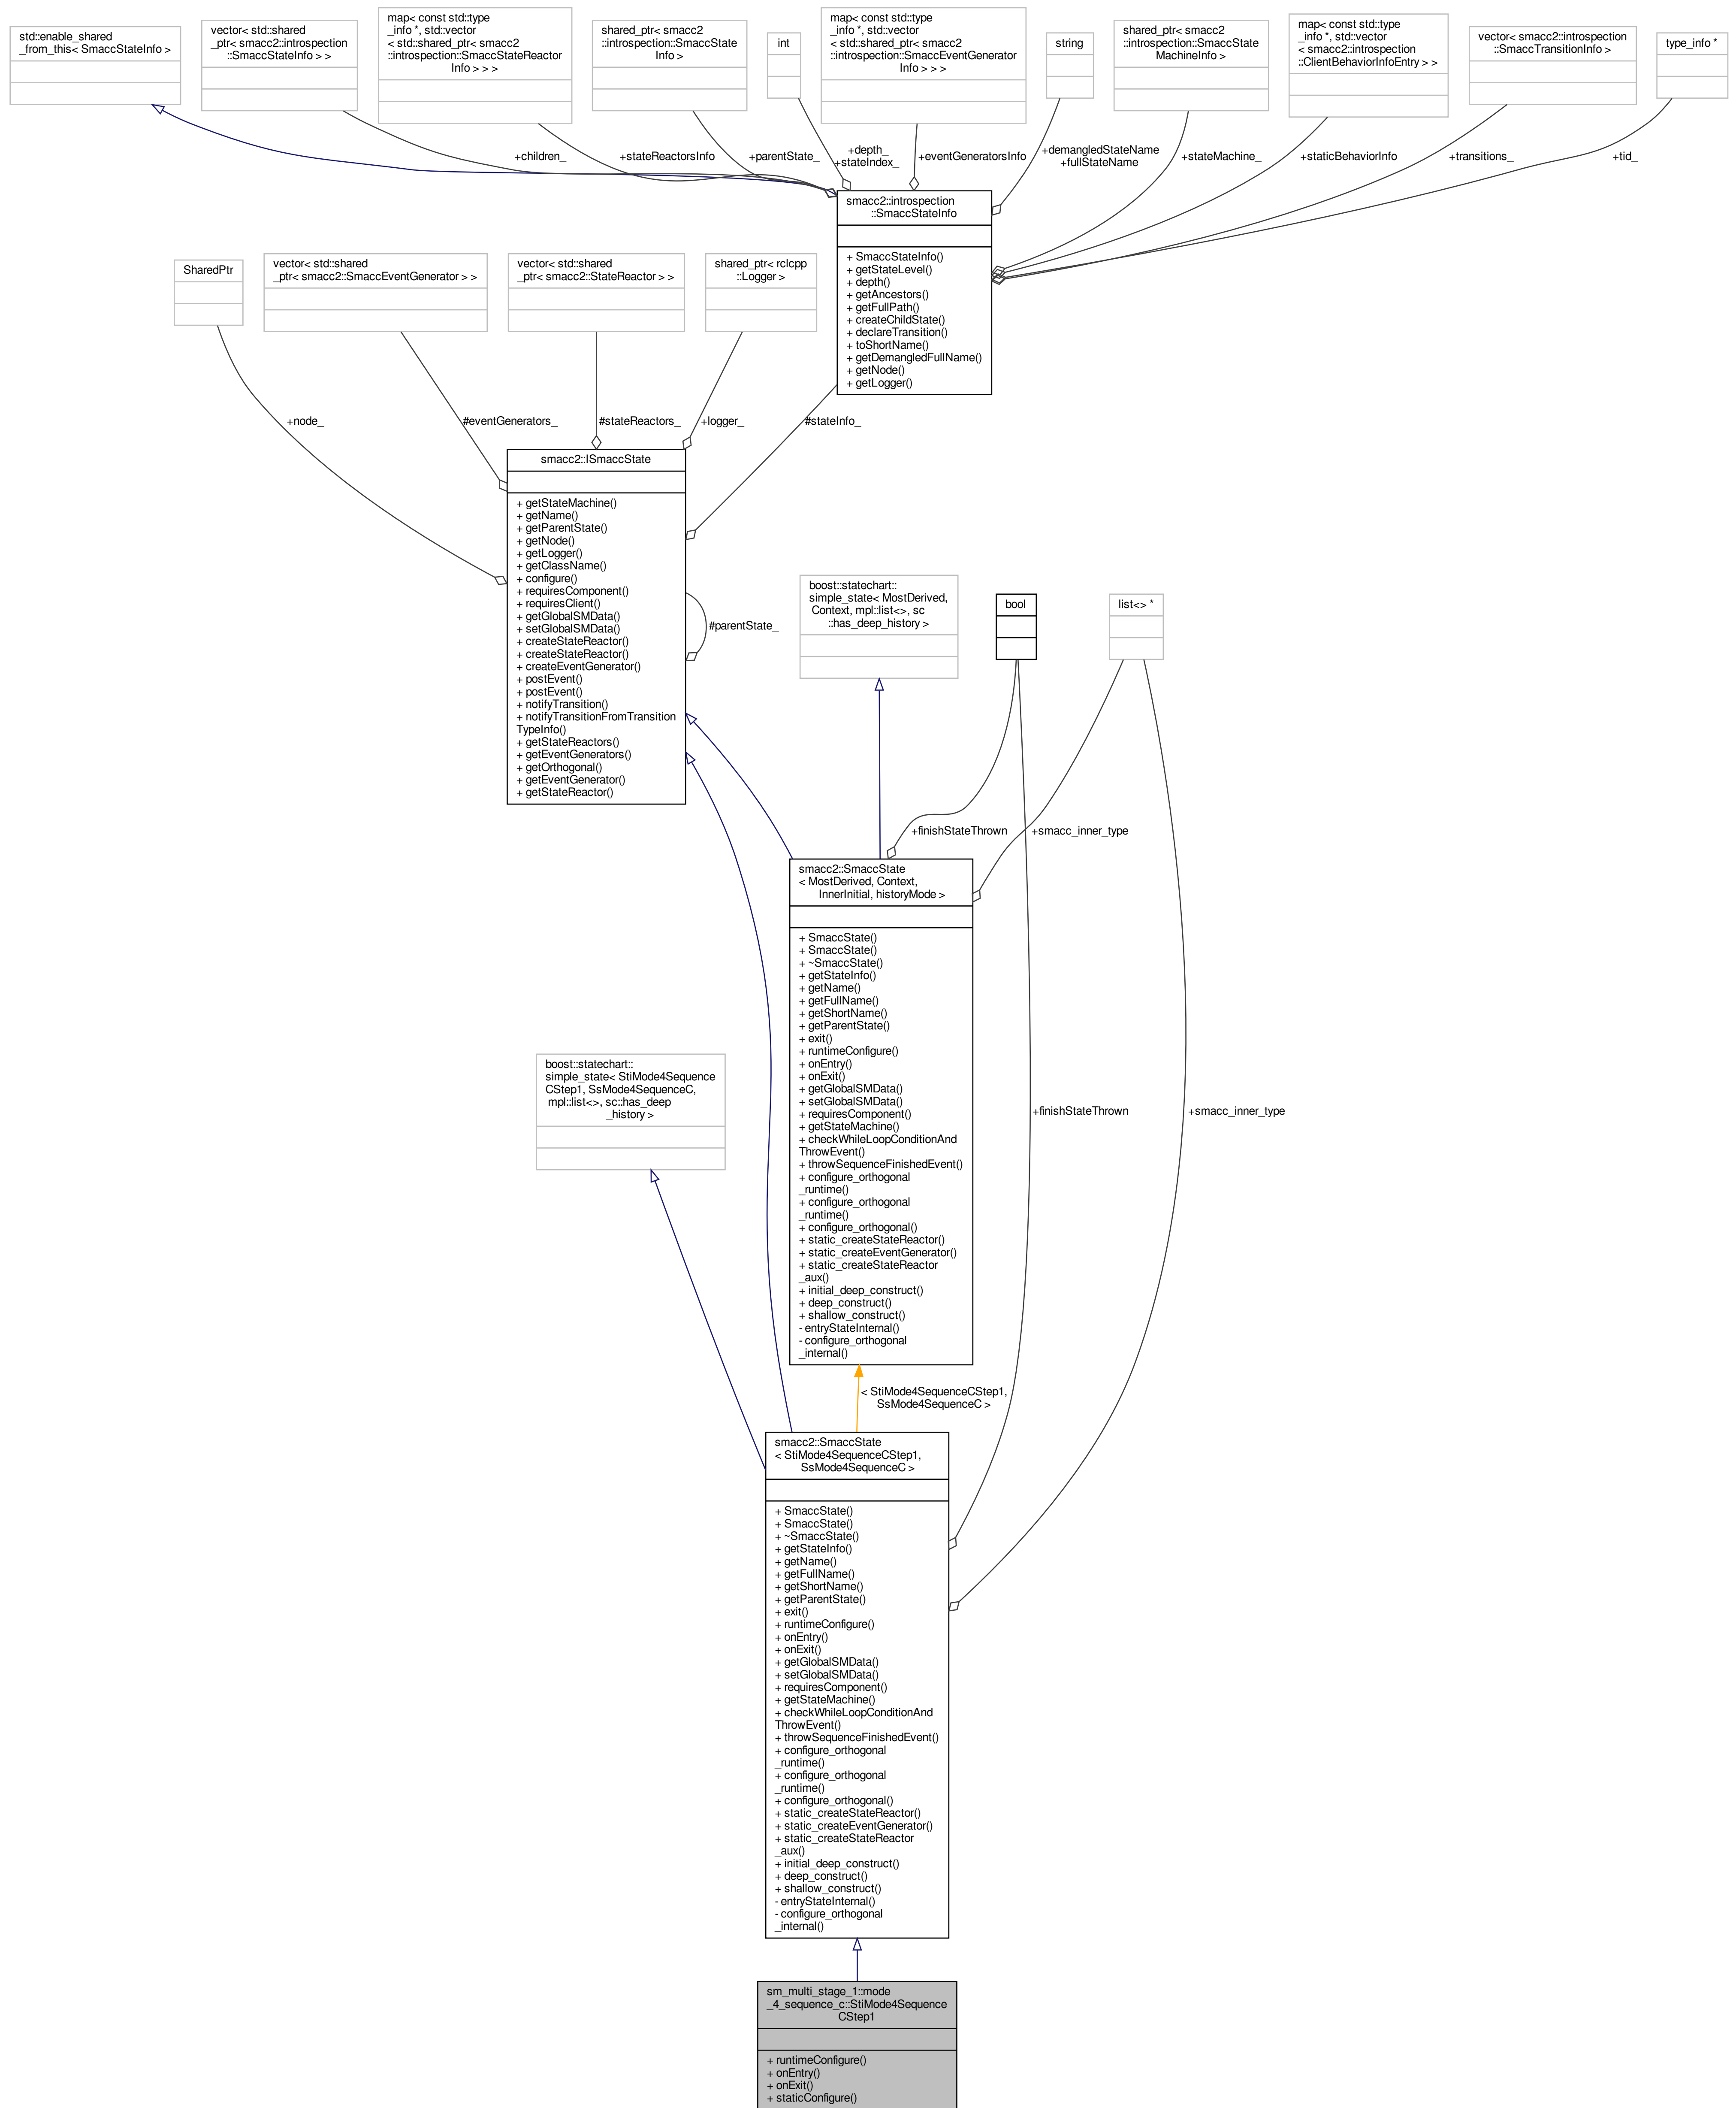 std::enable_shared
_from_this< SmaccStateInfo >
vector< std::shared
_ptr< smacc2::introspection
::SmaccStateInfo > >
map< const std::type
_info *, std::vector
< std::shared_ptr< smacc2
::introspection::SmaccStateReactor
Info > > >
shared_ptr< smacc2
::introspection::SmaccState
Info >
int
map< const std::type
_info *, std::vector
< std::shared_ptr< smacc2
::introspection::SmaccEventGenerator
Info > > >
string
shared_ptr< smacc2
::introspection::SmaccState
MachineInfo >
map< const std::type
_info *, std::vector
< smacc2::introspection
::ClientBehaviorInfoEntry > >
vector< smacc2::introspection
::SmaccTransitionInfo >
type_info *
+children_
+stateReactorsInfo
+parentState_
+depth_
+stateIndex_
+eventGeneratorsInfo
+demangledStateName
+fullStateName
+stateMachine_
+staticBehaviorInfo
+transitions_
+tid_
smacc2::introspection
::SmaccStateInfo
+ SmaccStateInfo()
+ getStateLevel()
+ depth()
+ getAncestors()
+ getFullPath()
+ createChildState()
+ declareTransition()
+ toShortName()
+ getDemangledFullName()
+ getNode()
+ getLogger()
SharedPtr
vector< std::shared
_ptr< smacc2::SmaccEventGenerator > >
vector< std::shared
_ptr< smacc2::StateReactor > >
shared_ptr< rclcpp
::Logger >
+node_
#eventGenerators_
#stateReactors_
+logger_
#stateInfo_
smacc2::ISmaccState
+ getStateMachine()
+ getName()
+ getParentState()
+ getNode()
+ getLogger()
+ getClassName()
+ configure()
+ requiresComponent()
+ requiresClient()
+ getGlobalSMData()
+ setGlobalSMData()
+ createStateReactor()
+ createStateReactor()
+ createEventGenerator()
+ postEvent()
+ postEvent()
+ notifyTransition()
+ notifyTransitionFromTransition
TypeInfo()
+ getStateReactors()
+ getEventGenerators()
+ getOrthogonal()
+ getEventGenerator()
+ getStateReactor()
#parentState_
boost::statechart::
simple_state< MostDerived,
Context, mpl::list<>, sc
::has_deep_history >
bool
list<> *
+finishStateThrown
+smacc_inner_type
smacc2::SmaccState
< MostDerived, Context,
InnerInitial, historyMode >
+ SmaccState()
+ SmaccState()
+ ~SmaccState()
+ getStateInfo()
+ getName()
+ getFullName()
+ getShortName()
+ getParentState()
+ exit()
+ runtimeConfigure()
+ onEntry()
+ onExit()
+ getGlobalSMData()
+ setGlobalSMData()
+ requiresComponent()
+ getStateMachine()
+ checkWhileLoopConditionAnd
ThrowEvent()
+ throwSequenceFinishedEvent()
+ configure_orthogonal
_runtime()
+ configure_orthogonal
_runtime()
+ configure_orthogonal()
+ static_createStateReactor()
+ static_createEventGenerator()
+ static_createStateReactor
_aux()
+ initial_deep_construct()
+ deep_construct()
+ shallow_construct()
- entryStateInternal()
- configure_orthogonal
_internal()
boost::statechart::
simple_state< StiMode4Sequence
CStep1, SsMode4SequenceC,
mpl::list<>, sc::has_deep
_history >
+finishStateThrown
+smacc_inner_type
< StiMode4SequenceCStep1,
SsMode4SequenceC >
smacc2::SmaccState
< StiMode4SequenceCStep1,
SsMode4SequenceC >
+ SmaccState()
+ SmaccState()
+ ~SmaccState()
+ getStateInfo()
+ getName()
+ getFullName()
+ getShortName()
+ getParentState()
+ exit()
+ runtimeConfigure()
+ onEntry()
+ onExit()
+ getGlobalSMData()
+ setGlobalSMData()
+ requiresComponent()
+ getStateMachine()
+ checkWhileLoopConditionAnd
ThrowEvent()
+ throwSequenceFinishedEvent()
+ configure_orthogonal
_runtime()
+ configure_orthogonal
_runtime()
+ configure_orthogonal()
+ static_createStateReactor()
+ static_createEventGenerator()
+ static_createStateReactor
_aux()
+ initial_deep_construct()
+ deep_construct()
+ shallow_construct()
- entryStateInternal()
- configure_orthogonal
_internal()
sm_multi_stage_1::mode
_4_sequence_c::StiMode4Sequence
CStep1
+ runtimeConfigure()
+ onEntry()
+ onExit()
+ staticConfigure()